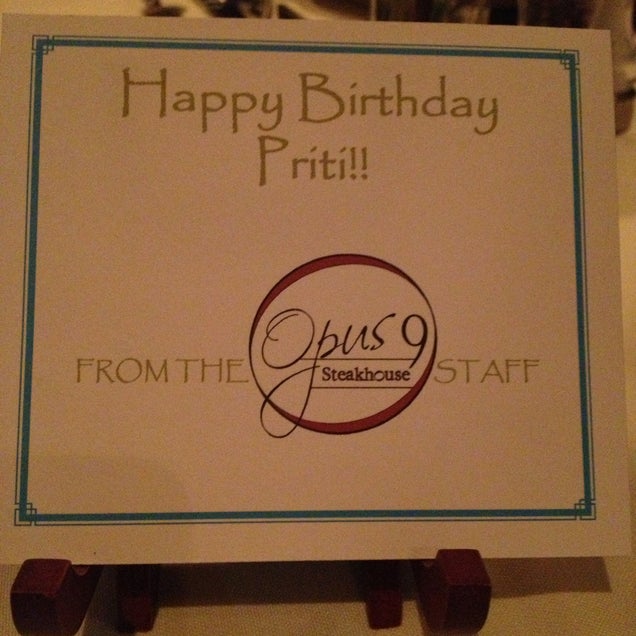 Happy Birthday
Priti!!
FROM THE Opus 9 STAFF
Steakhouse